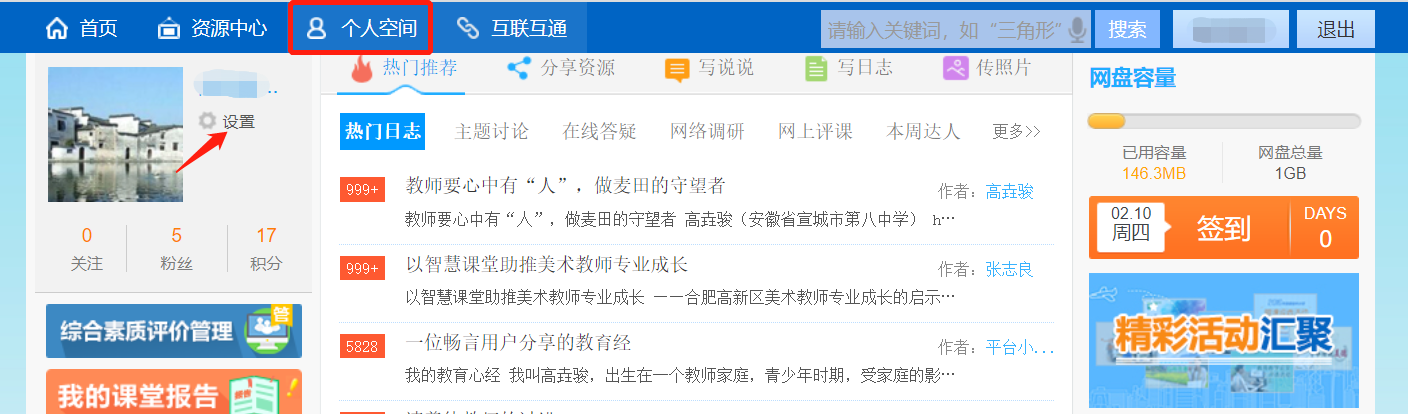 首页 资源中心 个人空间 互联互通 请输入关键词，如“三角形” 搜索 退出
设置
0 5 17
关注 粉丝 积分
综合素质评价管理 管
我的课堂报告
热门推荐 分享资源 写说说 写日志 传照片
热门日志 主题讨论 在线答疑 网络调研 网上评课 本周达人 更多>>
999+ 教师要心中有“人”，做麦田的守望者 作者：高垚骏
教师要心中有“人”，做麦田的守望者 高垚骏（安徽省宣城市第八中学） h…
999+ 以智慧课堂助推美术教师专业成长 作者：张志良
以智慧课堂助推美术教师专业成长 ——合肥高新区美术教师专业成长的启示…
5328 一位畅言用户分享的教育经 作者：平台小...
我的教育心经 我叫高垚骏，出生在一个教师家庭，青少年时期，受家庭的影…
网盘容量
已用容量 网盘总量
146.3MB 1GB
02.10 签到 DAYS
周四 0
精彩活动汇聚